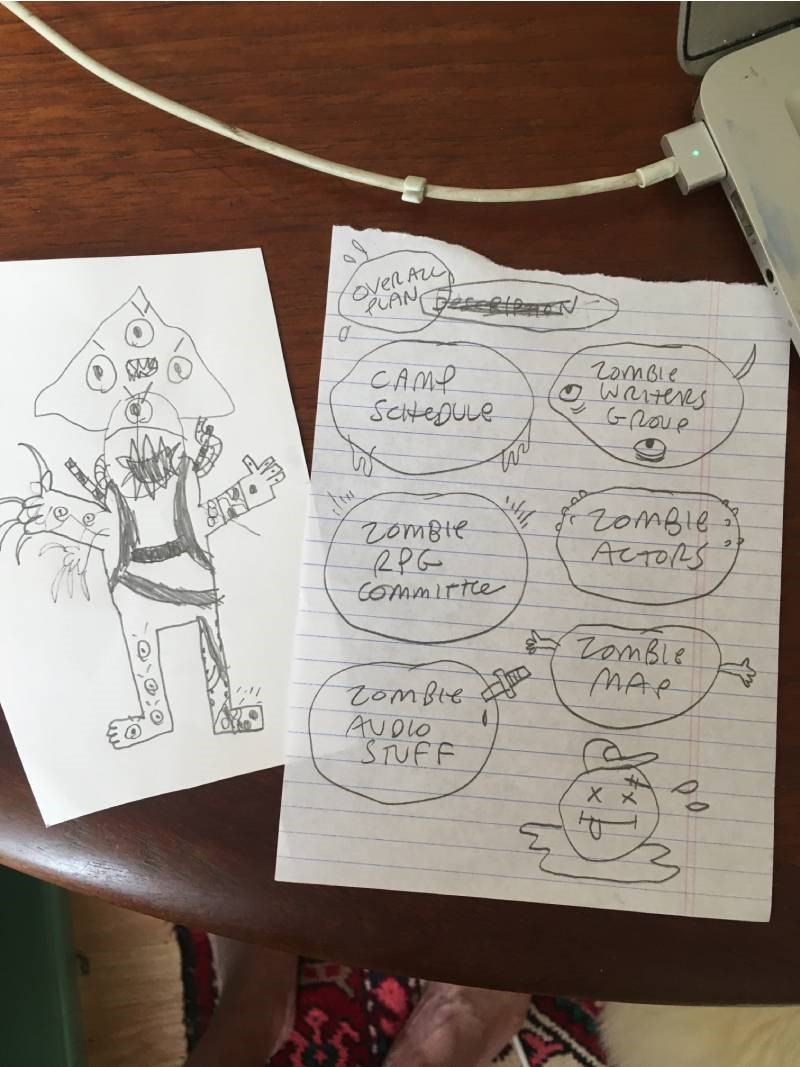 OVERALL
PLAN
DESCRIPTION
CAMP
SCHEDULE
ZOMBIE
WRITERS
GROUP
ZOMBIE
RPG
COMMITTEE
ZOMBIE
ACTORS
ZOMBIE
MAP
ZOMBIE
AUDIO
STUFF